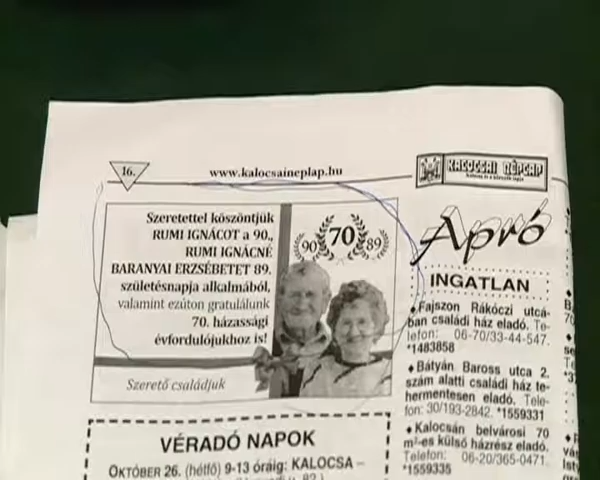 16.
www.kalocsaineplap.hu
KALOCSAI NÉPLAP
Szeretettel köszöntjük
RUMI IGNÁCOT a 90.,
RUMI IGNÁCNÉ
BARANYAI ERZSÉBETET 89.
születésnapja alkalmából,
valamint ezúton gratulálunk
70. házassági
évfordulójukhoz is!
Szerető családjuk
90 70 89
VÉRADÓ NAPOK
OKTÓBER 26. (hétfő) 9-13 óráig: KALOCSA –
Apró
INGATLAN
♦Fajszon Rákóczi utcá-
ban családi ház eladó. Te-
lefon: 06-70/33-44-547.
*1483858
♦Bátyán Baross utca 2.
szám alatti családi ház te-
hermentesen eladó. Tele-
fon: 30/193-2842. *1559331
♦Kalocsán belvárosi 70
m²-es külső házrész eladó.
Telefon: 06-20/365-0471.
*1559335